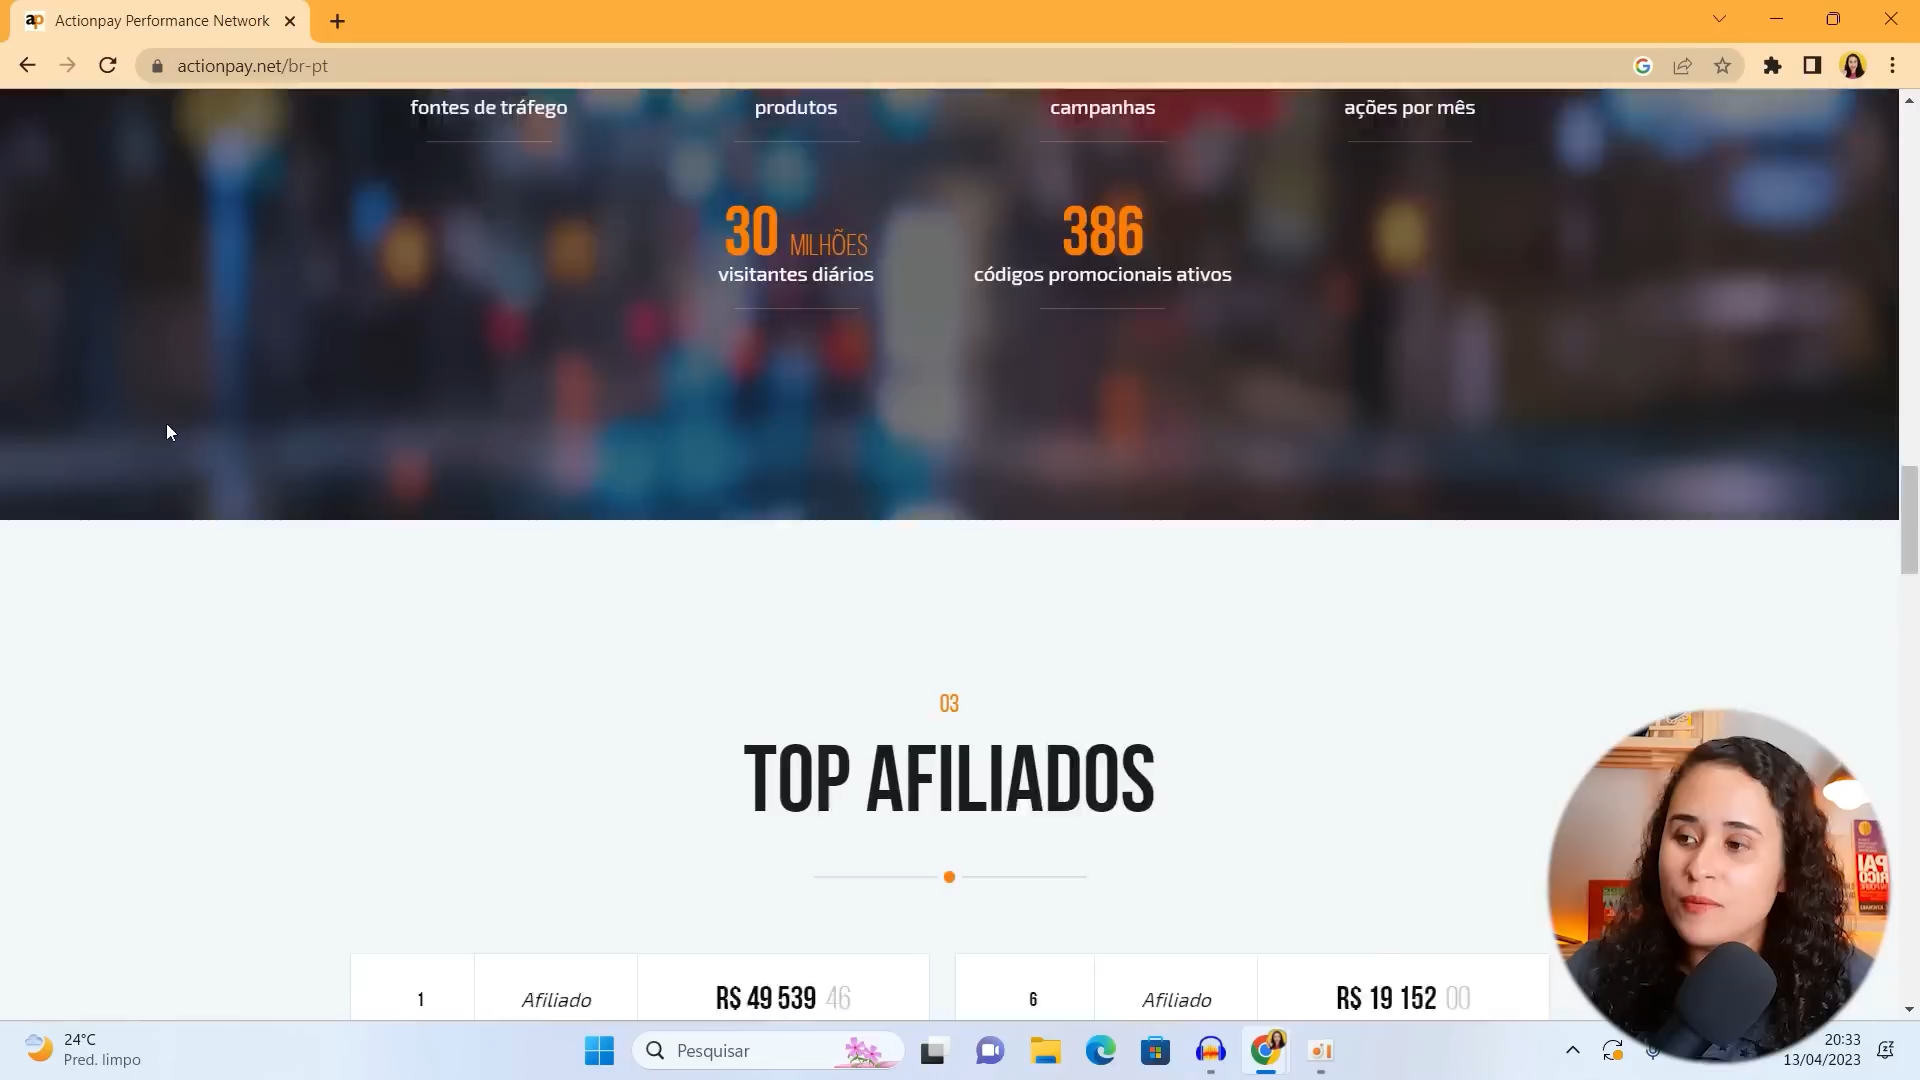 Actionpay Performance Network
actionpay.net/br-pt
fontes de tráfego
produtos
campanhas
ações por mês
30 MILHÕES
visitantes diários
386
códigos promocionais ativos
03
TOP AFILIADOS
1 Afiliado R$ 49 539 46
6 Afiliado R$ 19 152 00
PAI
RICO
24°C
Pred. limpo
Pesquisar
20:33
13/04/2023